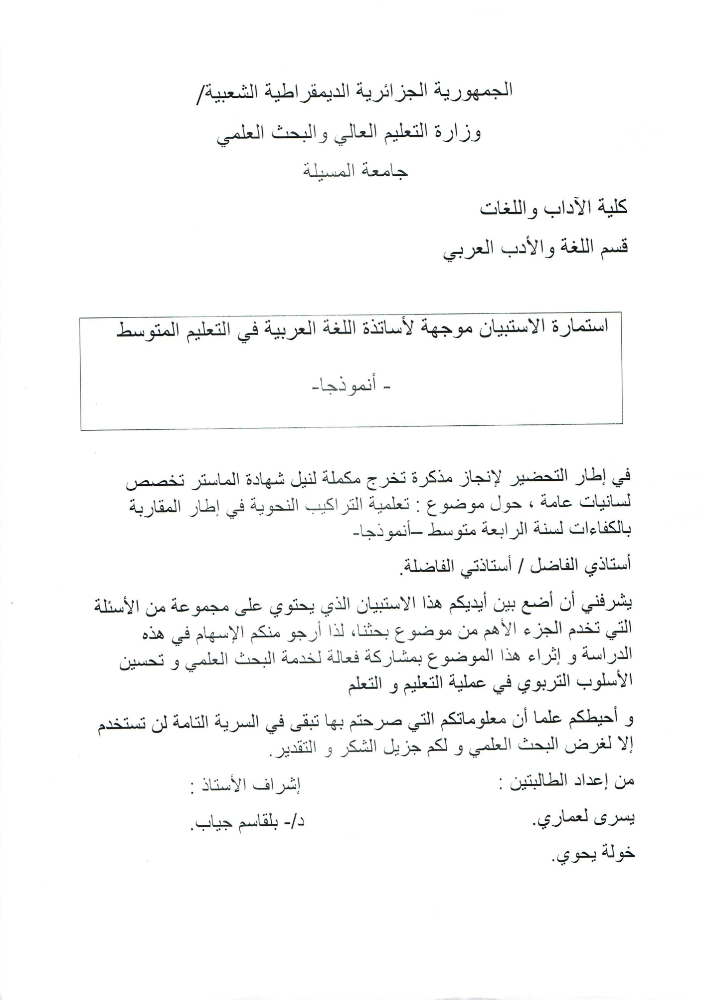 الجمهورية الجزائرية الديمقراطية الشعبية/
وزارة التعليم العالي والبحث العلمي
جامعة المسيلة
كلية الآداب واللغات
قسم اللغة والأدب العربي
استمارة الاستبيان موجهة لأساتذة اللغة العربية في التعليم المتوسط
- أنموذجا-
في إطار التحضير لإنجاز مذكرة تخرج مكملة لنيل شهادة الماستر تخصص
لسانيات عامة ، حول موضوع : تعلمية التراكيب النحوية في إطار المقاربة
بالكفاءات لسنة الرابعة متوسط –أنموذجا-
أستاذي الفاضل / أستاذتي الفاضلة.
يشرفني أن أضع بين أيديكم هذا الاستبيان الذي يحتوي على مجموعة من الأسئلة
التي تخدم الجزء الأهم من موضوع بحثنا، لذا أرجو منكم الإسهام في هذه
الدراسة و إثراء هذا الموضوع بمشاركة فعالة لخدمة البحث العلمي و تحسين
الأسلوب التربوي في عملية التعليم و التعلم
و أحيطكم علما أن معلوماتكم التي صرحتم بها تبقى في السرية التامة لن تستخدم
إلا لغرض البحث العلمي و لكم جزيل الشكر و التقدير.
من إعداد الطالبتين : إشراف الأستاذ :
يسرى لعماري. د/- بلقاسم جياب.
خولة يحوي.